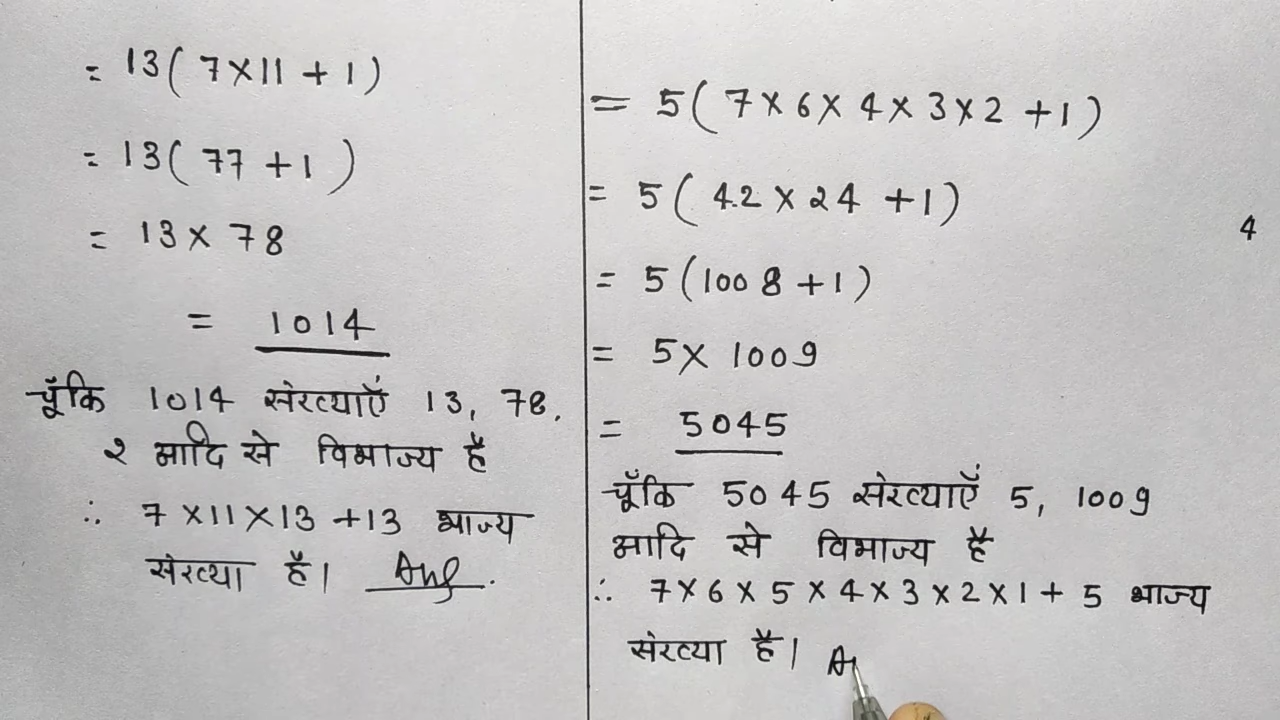 = 13(7×11+1)
= 13(77+1)
= 13×78
= 1014
चूँकि 1014 संख्याएँ 13, 78,
२ आदि से विभाज्य है
∴ 7×11×13+13 भाज्य
संख्या है। Ans.
= 5(7×6×4×3×2+1)
= 5(42×24+1)
= 5(1008+1)
= 5×1009
= 5045
चूँकि 5045 संख्याएँ 5, 1009
आदि से विभाज्य है
∴ 7×6×5×4×3×2×1+5 भाज्य
संख्या है। An
4